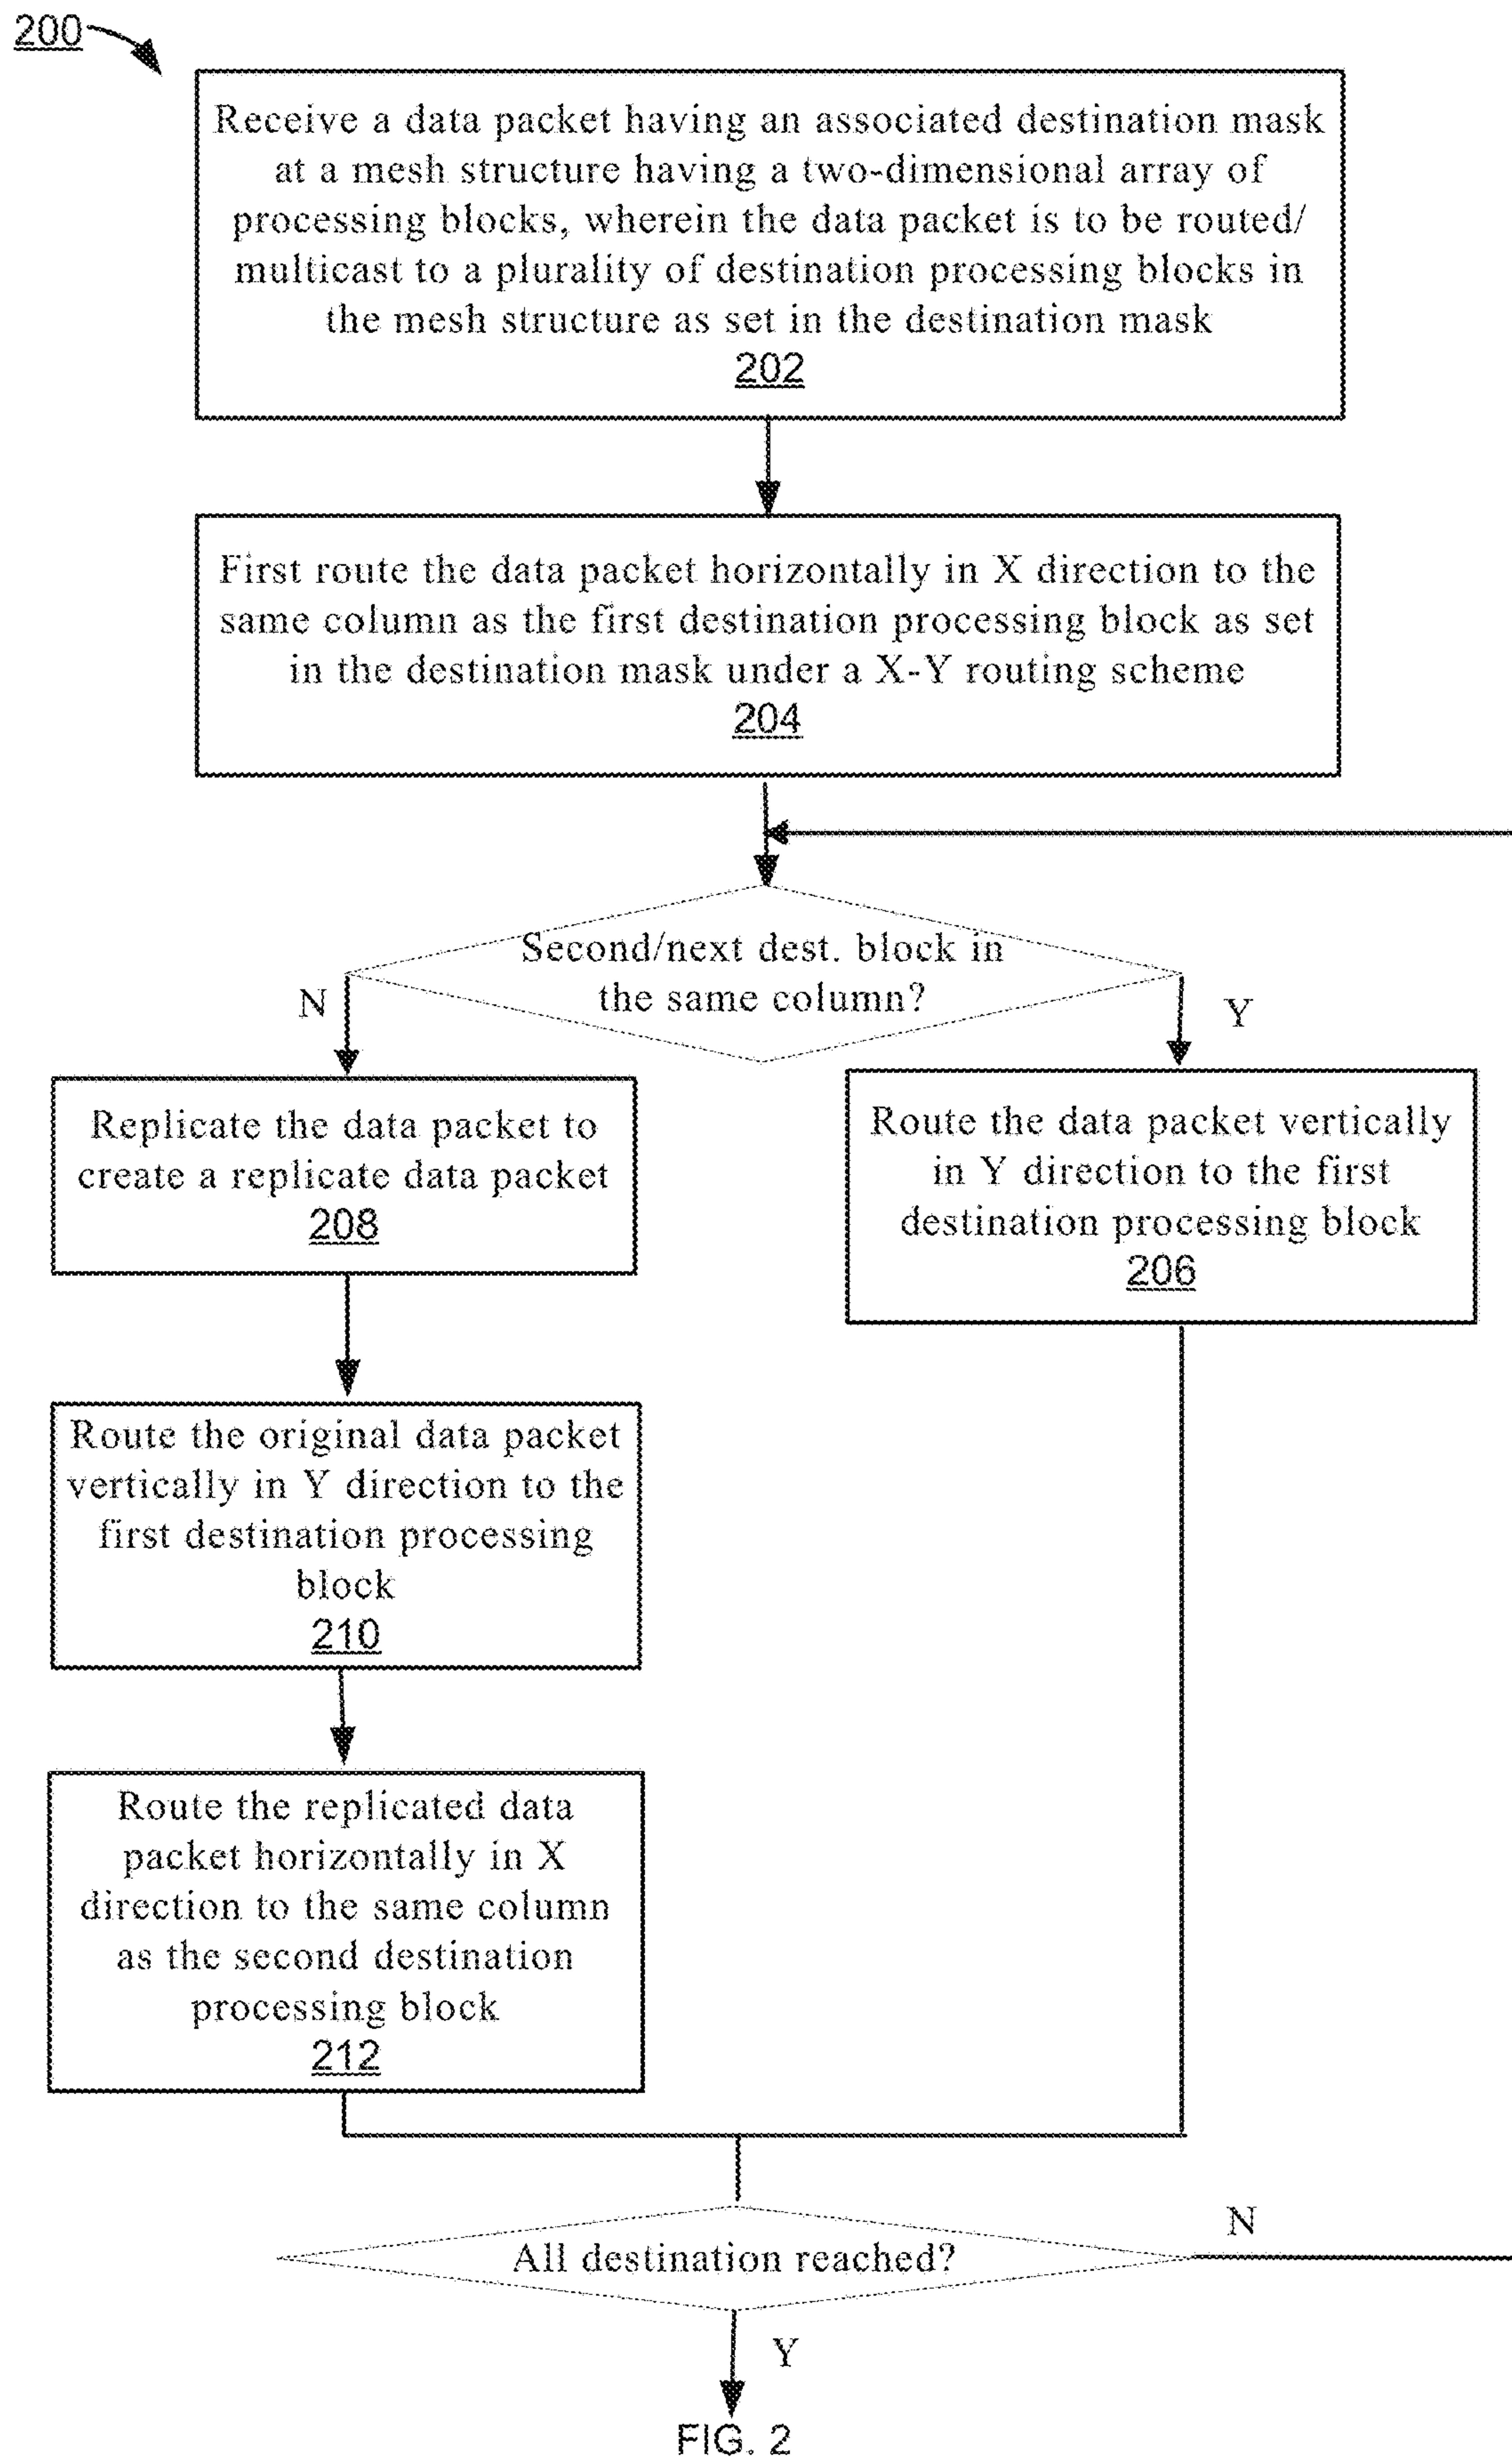 200
Receive a data packet having an associated destination mask
at a mesh structure having a two-dimensional array of
processing blocks, wherein the data packet is to be routed/
multicast to a plurality of destination processing blocks in
the mesh structure as set in the destination mask
202
First route the data packet horizontally in X direction to the
same column as the first destination processing block as set
in the destination mask under a X-Y routing scheme
204
Second/next dest. block in
the same column?
N
Y
Replicate the data packet to
create a replicate data packet
208
Route the data packet vertically
in Y direction to the first
destination processing block
206
Route the original data packet
vertically in Y direction to the
first destination processing
block
210
Route the replicated data
packet horizontally in X
direction to the same column
as the second destination
processing block
212
All destination reached?
N
Y
FIG. 2